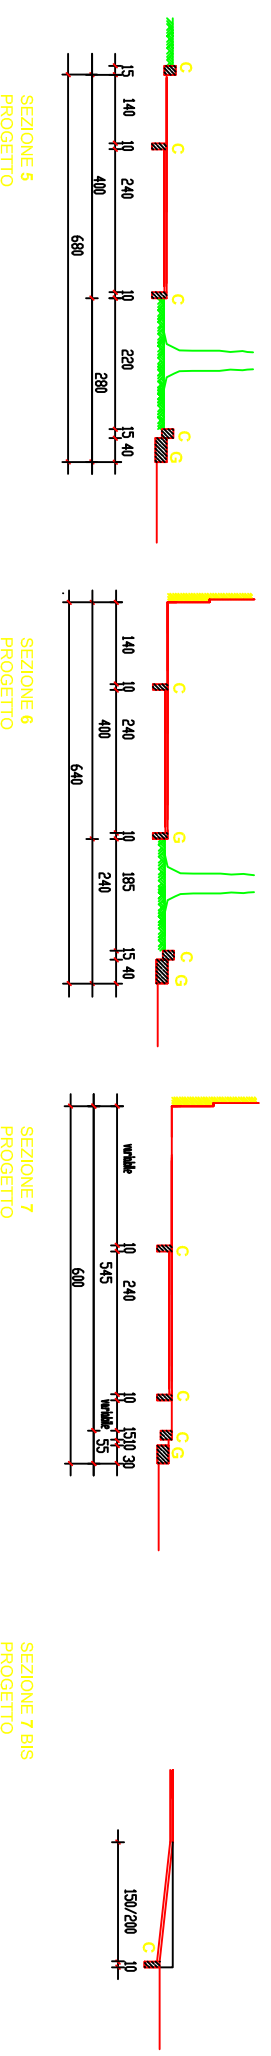 C
C
C
C
G
15
140
10
240
10
220
15
40
400
280
680
SEZIONE 5
PROGETTO
C
G
C
G
140
10
240
10
185
15
40
400
240
640
SEZIONE 6
PROGETTO
C
C
C
G
variabile
10
240
10
variabile
15
10
30
545
55
600
SEZIONE 7
PROGETTO
C
150/200
10
SEZIONE 7 BIS
PROGETTO